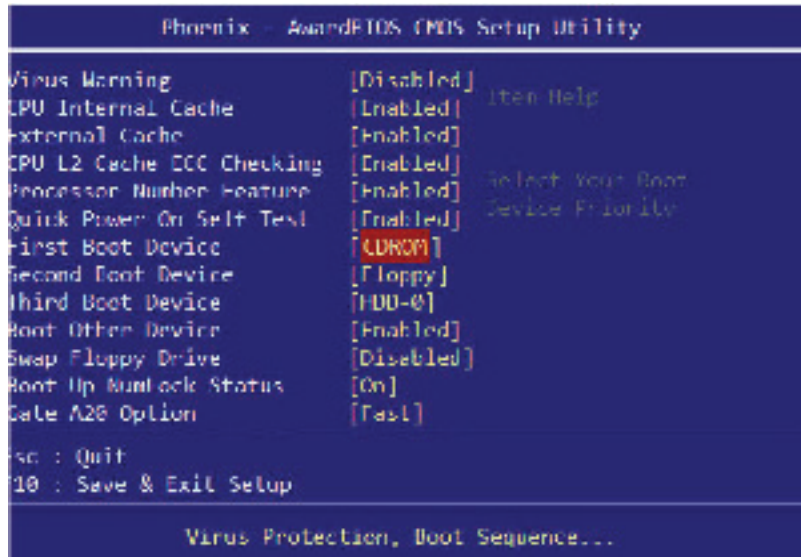 Phoenix - AwardBIOS CMOS Setup Utility
Virus Warning [Disabled]
Item Help
CPU Internal Cache [Enabled]
External Cache [Enabled]
CPU L2 Cache ECC Checking [Enabled]
Select Your Boot
Processor Number Feature [Enabled]
Device Priority
Quick Power On Self Test [Enabled]
First Boot Device [CDROM]
Second Boot Device [Floppy]
Third Boot Device [HDD-0]
Boot Other Device [Enabled]
Swap Floppy Drive [Disabled]
Boot Up NumLock Status [On]
Gate A20 Option [Fast]
Esc : Quit
F10 : Save & Exit Setup
Virus Protection, Boot Sequence...